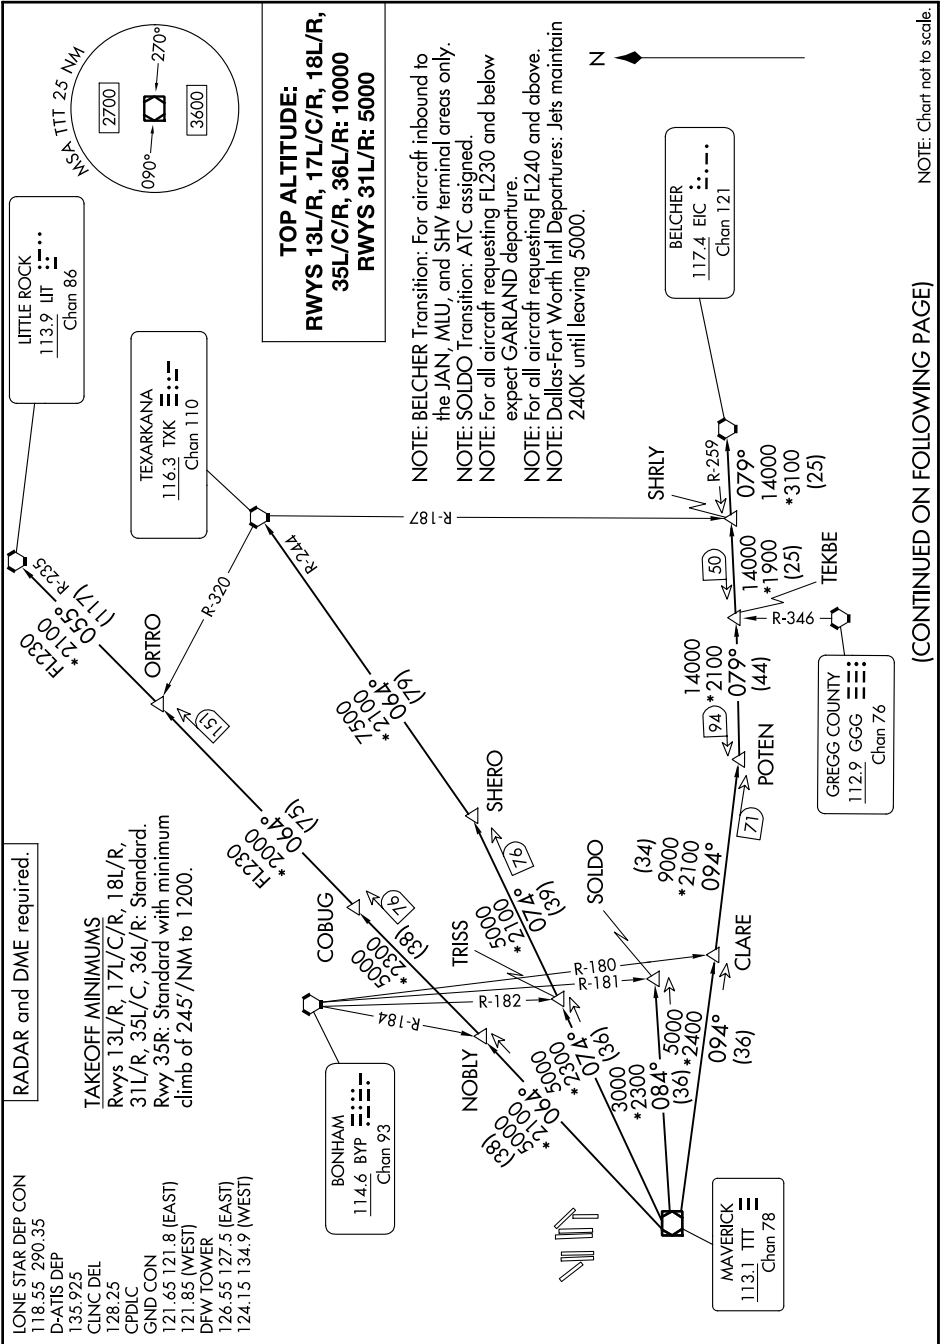 LONE STAR DEP CON
118.55 290.35
D-ATIS DEP
135.925
CLNC DEL
128.25
CPDLC
GND CON
121.65 121.8 (EAST)
121.85 (WEST)
DFW TOWER
126.55 127.5 (EAST)
124.15 134.9 (WEST)
RADAR and DME required.
TAKEOFF MINIMUMS
Rwys 13L/R, 17L/C/R, 18L/R,
31L/R, 35L/C, 36L/R: Standard.
Rwy 35R: Standard with minimum
climb of 245'/NM to 1200.
LITTLE ROCK
113.9 LIT
Chan 86
MSA TTT 25 NM
2700
090°
270°
3600
TEXARKANA
116.3 TXK
Chan 110
TOP ALTITUDE:
RWYS 13L/R, 17L/C/R, 18L/R,
35L/C/R, 36L/R: 10000
RWYS 31L/R: 5000
NOTE: BELCHER Transition: For aircraft inbound to
the JAN, MLU, and SHV terminal areas only.
NOTE: SOLDO Transition: ATC assigned.
NOTE: For all aircraft requesting FL230 and below
expect GARLAND departure.
NOTE: For all aircraft requesting FL240 and above.
NOTE: Dallas-Fort Worth Intl Departures: Jets maintain
240K until leaving 5000.
N
R-235
FL230
*2100
055°
(117)
ORTRO
R-320
151
FL230
*2000
064°
(75)
COBUG
76
5000
*2300
(38)
NOBLY
R-184
5000
*2100
064°
(38)
BONHAM
114.6 BYP
Chan 93
R-244
7500
*2100
064°
(79)
SHERO
76
5000
*2100
074°
(39)
TRISS
R-182
5000
*2300
074°
(36)
R-181
SOLDO
3000
*2300
084°
(36)
R-180
CLARE
5000
*2400
094°
(36)
(34)
9000
*2100
094°
71
POTEN
94
14000
*2100
079°
(44)
TEKBE
R-346
GREGG COUNTY
112.9 GGG
Chan 76
50
14000
*1900
(25)
SHRLY
R-187
R-259
079°
14000
*3100
(25)
BELCHER
117.4 EIC
Chan 121
MAVERICK
113.1 TTT
Chan 78
NOTE: Chart not to scale.
(CONTINUED ON FOLLOWING PAGE)